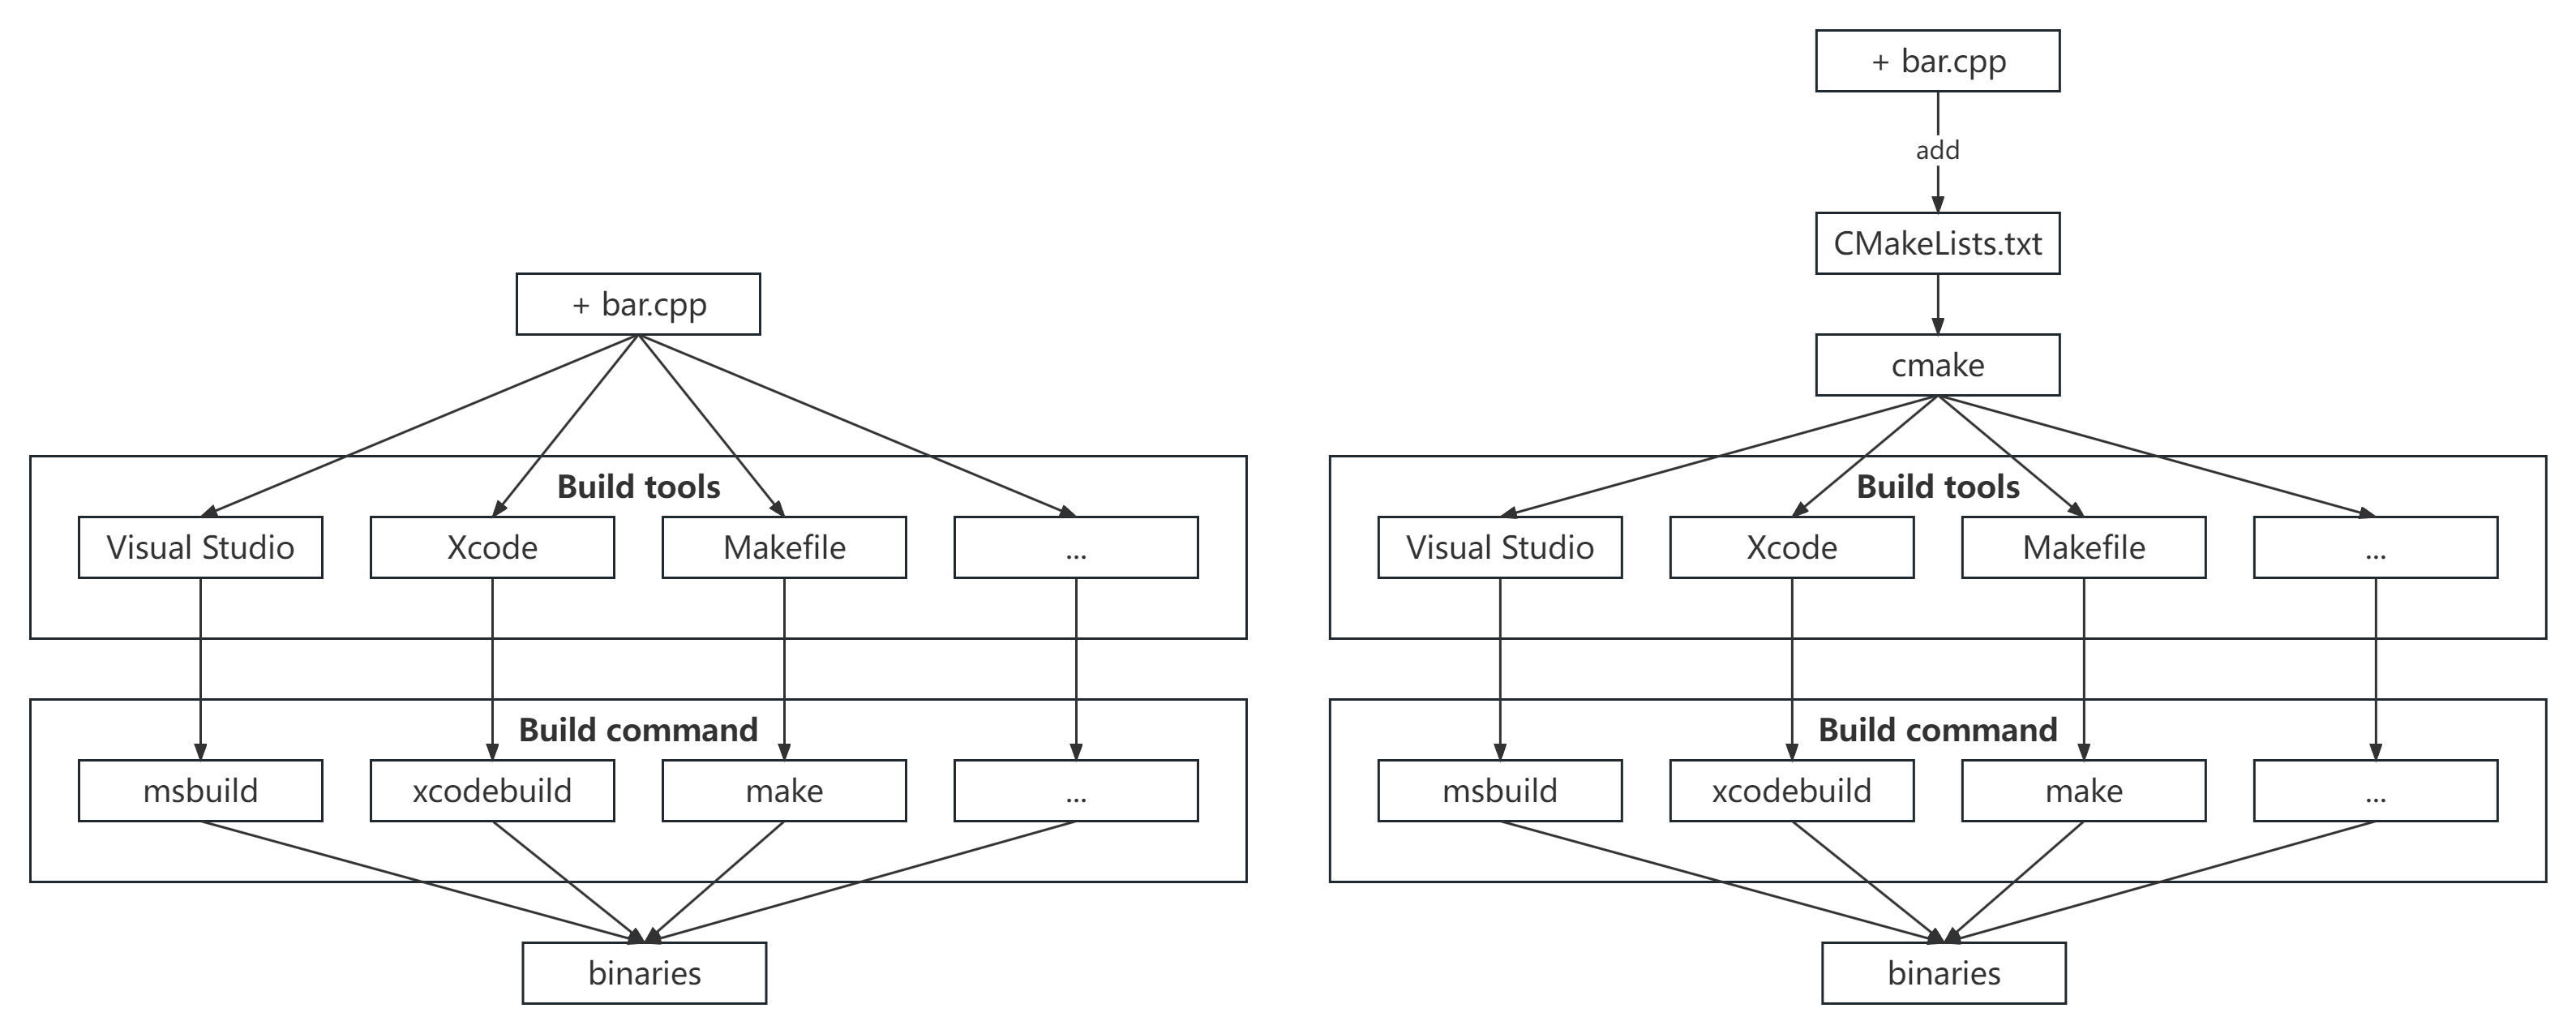 + bar.cpp
Build tools
Visual Studio
Xcode
Makefile
...
Build command
msbuild
xcodebuild
make
...
binaries
+ bar.cpp
add
CMakeLists.txt
cmake
Build tools
Visual Studio
Xcode
Makefile
...
Build command
msbuild
xcodebuild
make
...
binaries